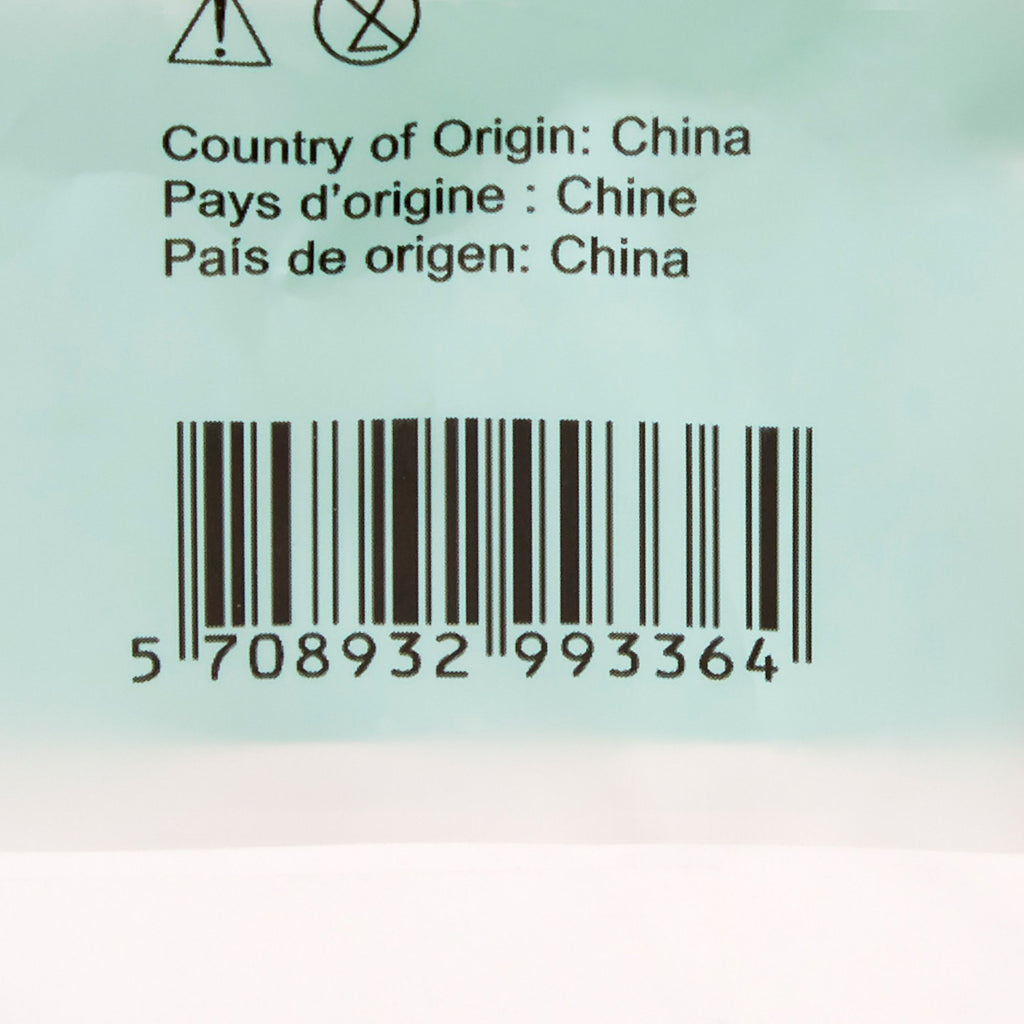 Country of Origin: China
Pays d'origine : Chine
País de origen: China
5 708932 993364